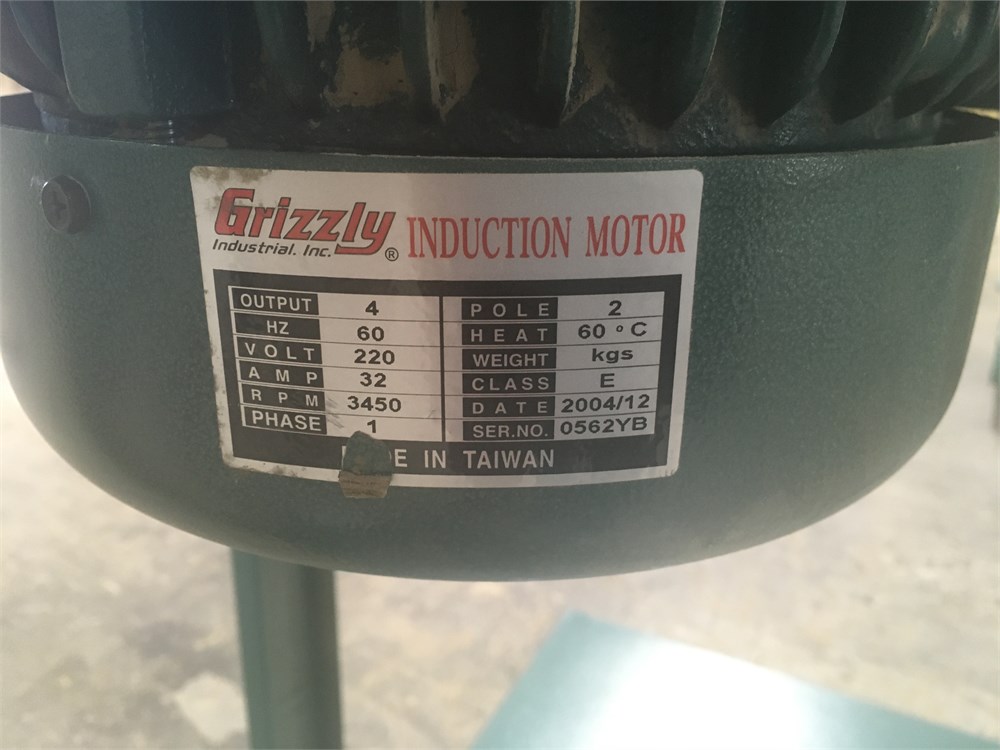 Grizzly
Industrial. Inc.® INDUCTION MOTOR
OUTPUT 4 POLE 2
HZ 60 HEAT 60 °C
VOLT 220 WEIGHT kgs
AMP 32 CLASS E
RPM 3450 DATE 2004/12
PHASE 1 SER.NO. 0562YB
IN TAIWAN